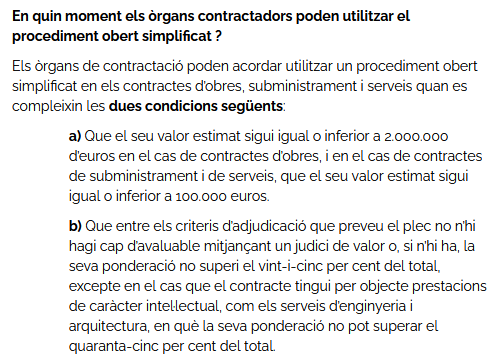 En quin moment els òrgans contractadors poden utilitzar el
procediment obert simplificat ?
Els òrgans de contractació poden acordar utilitzar un procediment obert
simplificat en els contractes d'obres, subministrament i serveis quan es
compleixin les dues condicions següents:
a) Que el seu valor estimat sigui igual o inferior a 2.000.000
d'euros en el cas de contractes d'obres, i en el cas de contractes
de subministrament i de serveis, que el seu valor estimat sigui
igual o inferior a 100.000 euros.
b) Que entre els criteris d'adjudicació que preveu el plec no n'hi
hagi cap d'avaluable mitjançant un judici de valor o, si n'hi ha, la
seva ponderació no superi el vint-i-cinc per cent del total,
excepte en el cas que el contracte tingui per objecte prestacions
de caràcter intel·lectual, com els serveis d'enginyeria i
arquitectura, en què la seva ponderació no pot superar el
quaranta-cinc per cent del total.